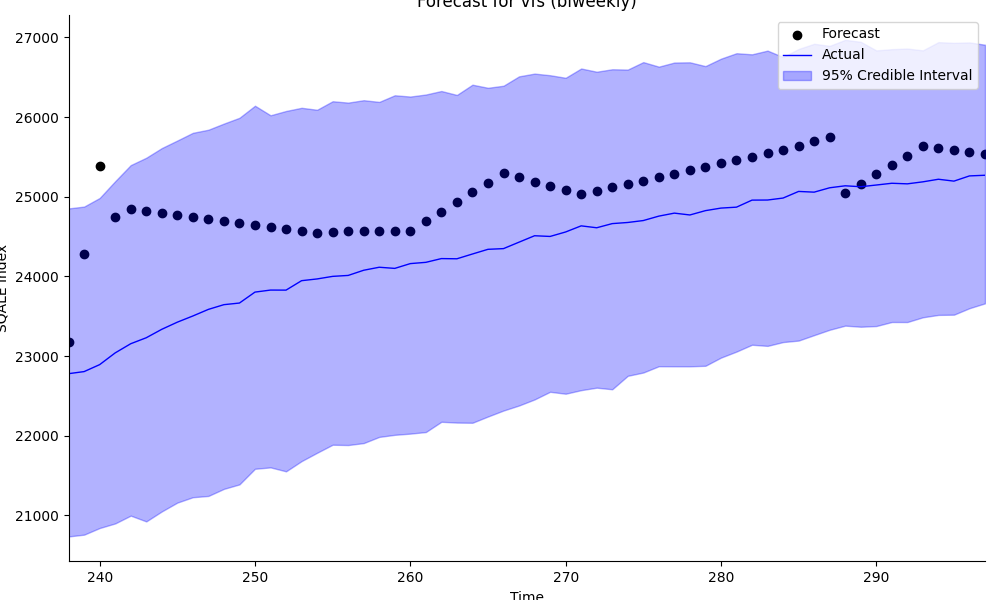 Forecast for vfs (biweekly)
27000
26000
25000
24000
23000
22000
21000
SQALE Index
Forecast
Actual
95% Credible Interval
240 250 260 270 280 290
Time